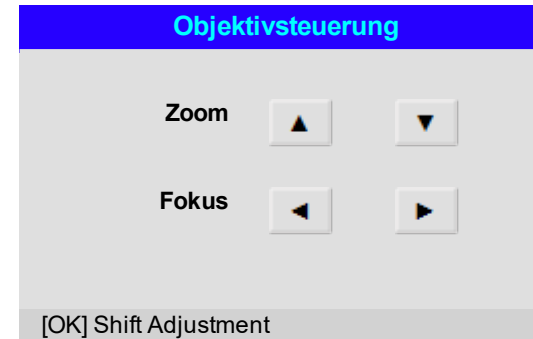 Objektivsteuerung
Zoom ▲ ▼
Fokus ◄ ►
[OK] Shift Adjustment